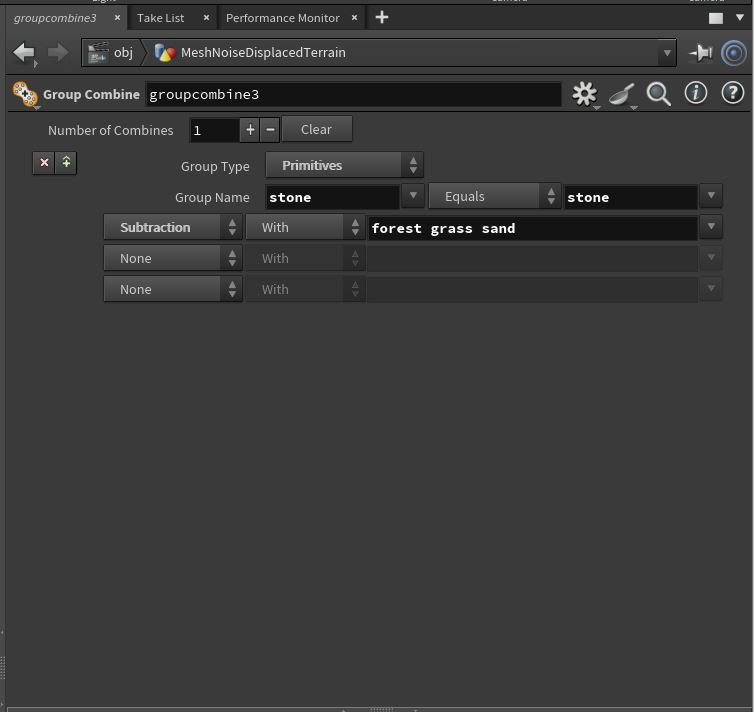 groupcombine3 × Take List × Performance Monitor × +
obj MeshNoiseDisplacedTerrain
Group Combine groupcombine3
Number of Combines 1 + − Clear
Group Type Primitives
Group Name stone Equals stone
Subtraction With forest grass sand
None With
None With